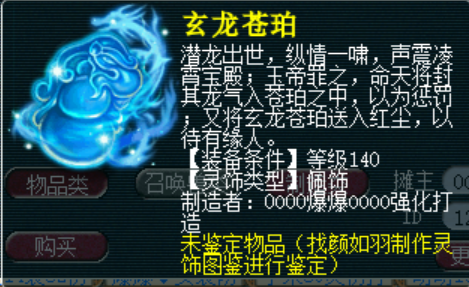 玄龙苍珀
潜龙出世，纵情一啸，声震凌
霄宝殿；玉帝罪之，命天将封
其龙气入苍珀之中，以为惩罚
；又将玄龙苍珀送入红尘，以
待有缘人。
【装备条件】等级140
【灵饰类型】佩饰
制造者：0000爆爆0000强化打
造
未鉴定物品（找颜如羽制作灵
饰图鉴进行鉴定）
物品类
召唤
摊主
ID
购买